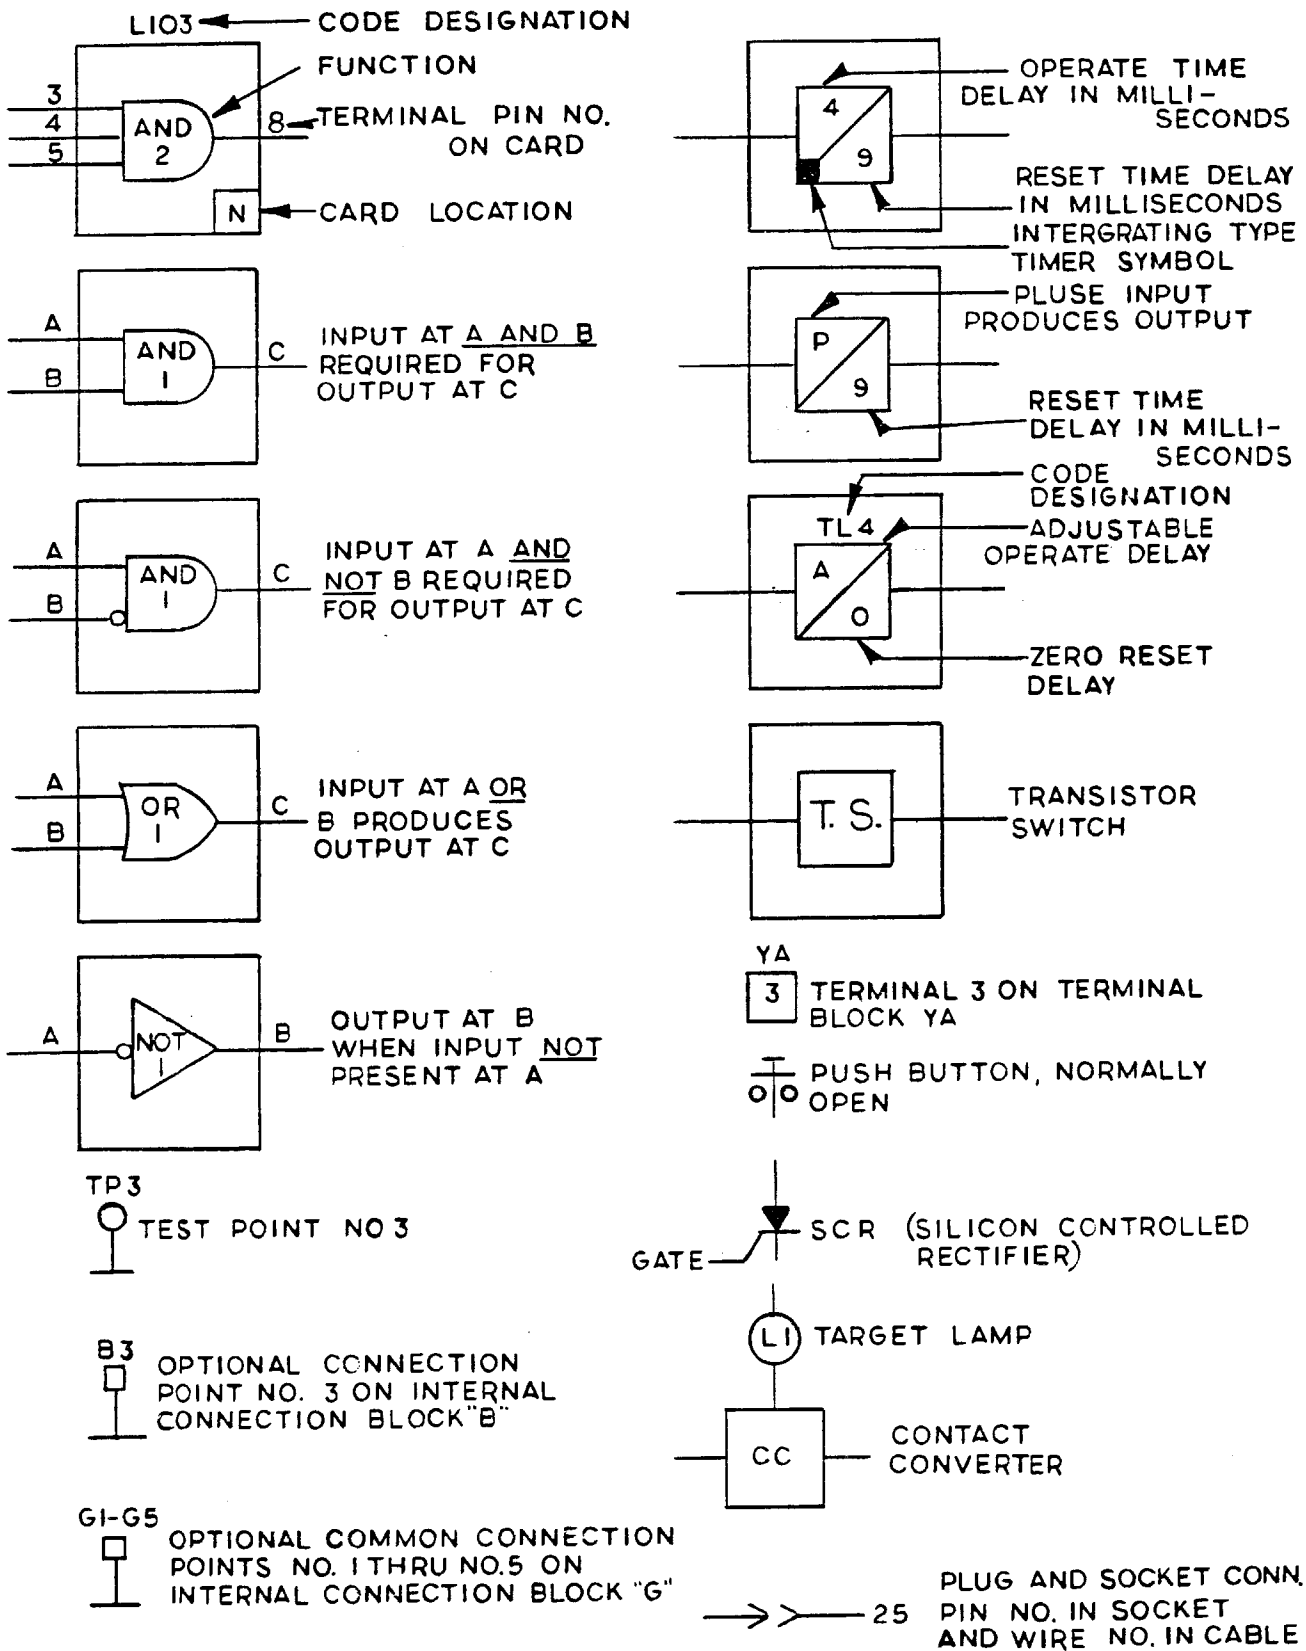 L103
CODE DESIGNATION
FUNCTION
3
4
5
AND
2
8
TERMINAL PIN NO.
ON CARD
N
CARD LOCATION
A
B
AND
1
C
INPUT AT A AND B
REQUIRED FOR
OUTPUT AT C
A
B
AND
1
C
INPUT AT A AND
NOT B REQUIRED
FOR OUTPUT AT C
A
B
OR
1
C
INPUT AT A OR
B PRODUCES
OUTPUT AT C
A
NOT
1
B
OUTPUT AT B
WHEN INPUT NOT
PRESENT AT A
TP3
TEST POINT NO 3
B3
OPTIONAL CONNECTION
POINT NO. 3 ON INTERNAL
CONNECTION BLOCK "B"
G1-G5
OPTIONAL COMMON CONNECTION
POINTS NO. 1 THRU NO.5 ON
INTERNAL CONNECTION BLOCK "G"
4
9
OPERATE TIME
DELAY IN MILLI-
SECONDS
RESET TIME DELAY
IN MILLISECONDS
INTERGRATING TYPE
TIMER SYMBOL
P
9
PLUSE INPUT
PRODUCES OUTPUT
RESET TIME
DELAY IN MILLI-
SECONDS
CODE
DESIGNATION
TL4
A
0
ADJUSTABLE
OPERATE DELAY
ZERO RESET
DELAY
T. S.
TRANSISTOR
SWITCH
YA
3
TERMINAL 3 ON TERMINAL
BLOCK YA
PUSH BUTTON, NORMALLY
OPEN
GATE
SCR (SILICON CONTROLLED
RECTIFIER)
L1
TARGET LAMP
CC
CONTACT
CONVERTER
25
PLUG AND SOCKET CONN.
PIN NO. IN SOCKET
AND WIRE NO. IN CABLE